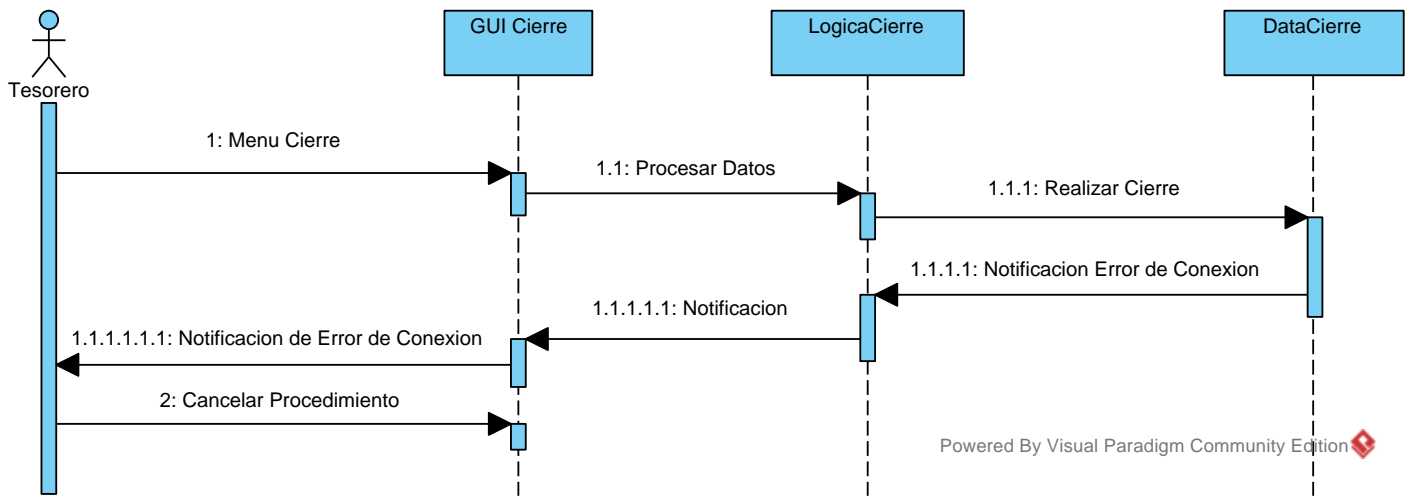 GUI Cierre
LogicaCierre
DataCierre
Tesorero
1: Menu Cierre
1.1: Procesar Datos
1.1.1: Realizar Cierre
1.1.1.1: Notificacion Error de Conexion
1.1.1.1.1: Notificacion
1.1.1.1.1.1: Notificacion de Error de Conexion
2: Cancelar Procedimiento
Powered By Visual Paradigm Community Edition